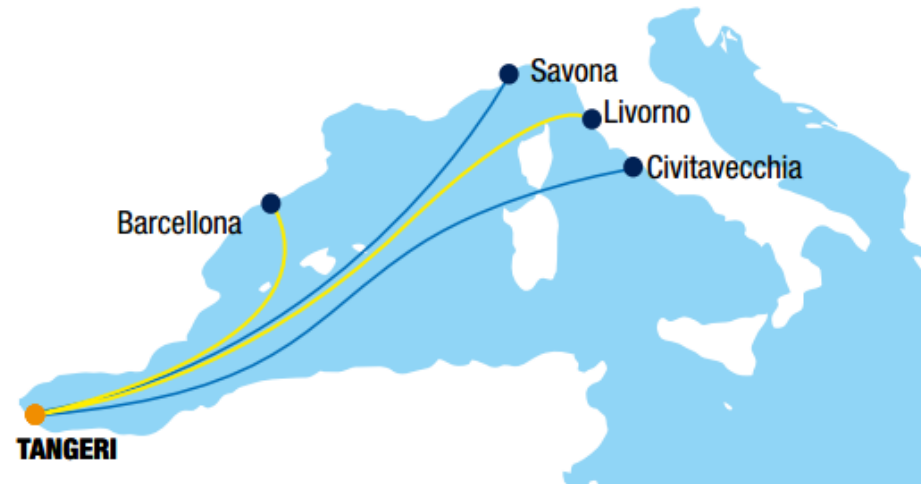 Savona
Livorno
Civitavecchia
Barcellona
TANGERI